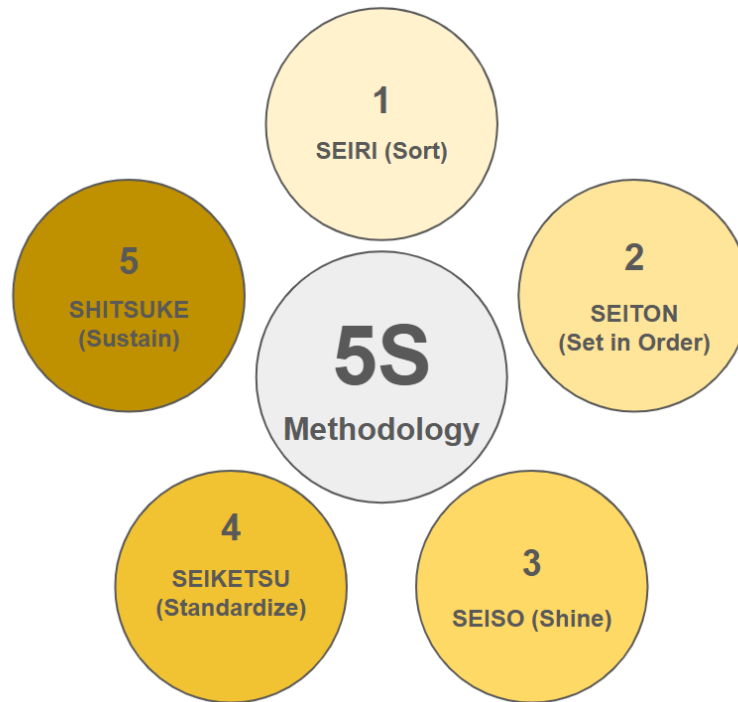 1
SEIRI (Sort)
2
SEITON
(Set in Order)
3
SEISO (Shine)
4
SEIKETSU
(Standardize)
5
SHITSUKE
(Sustain)
5S
Methodology